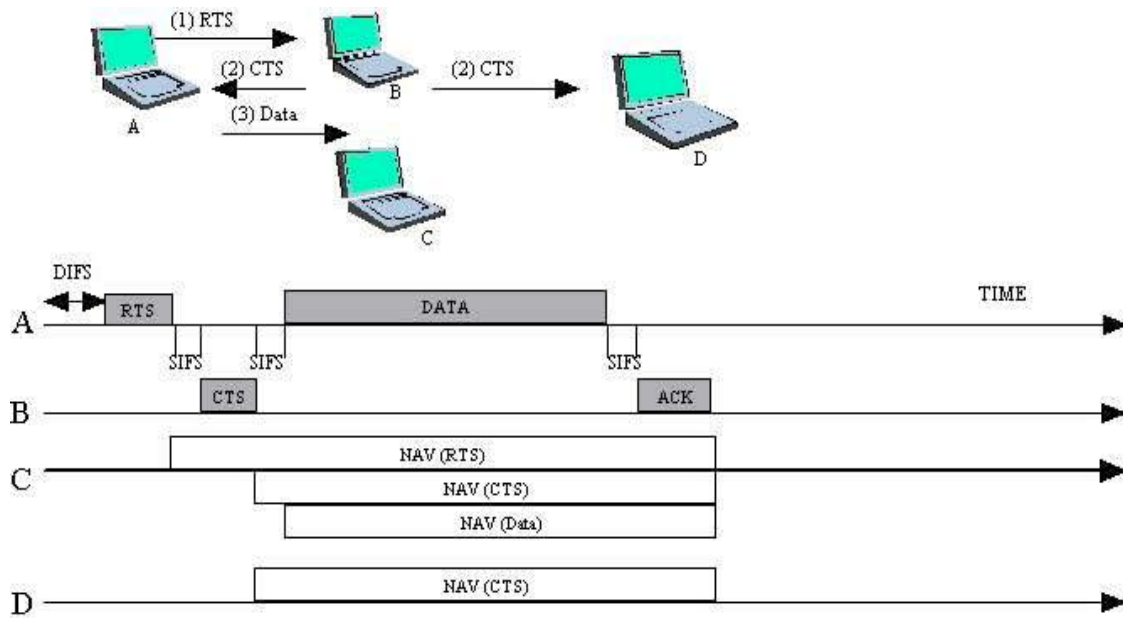 (1) RTS
(2) CTS
B
(2) CTS
A
(3) Data
D
C
DIFS
TIME
RTS
DATA
A
SIFS
SIFS
SIFS
CTS
ACK
B
NAV (RTS)
C
NAV (CTS)
NAV (Data)
NAV (CTS)
D